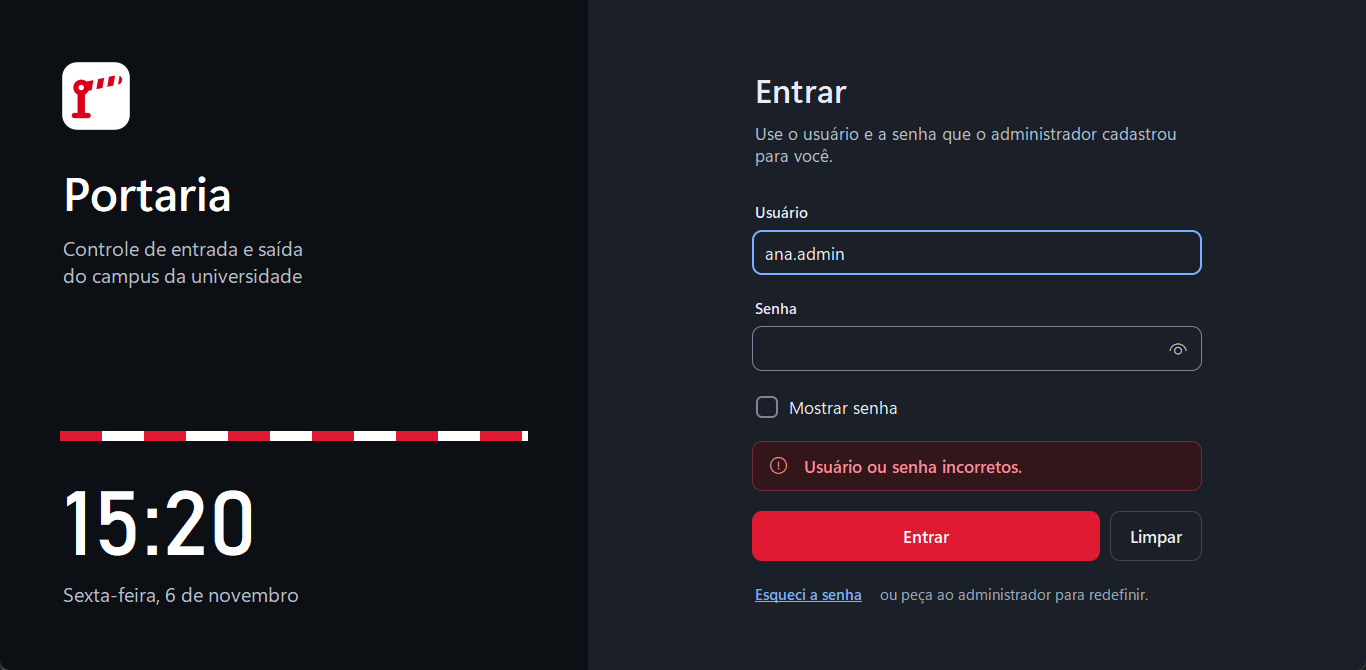 Portaria
Controle de entrada e saída
do campus da universidade
15:20
Sexta-feira, 6 de novembro
Entrar
Use o usuário e a senha que o administrador cadastrou
para você.
Usuário
ana.admin
Senha
Mostrar senha
Usuário ou senha incorretos.
Entrar
Limpar
Esqueci a senha ou peça ao administrador para redefinir.